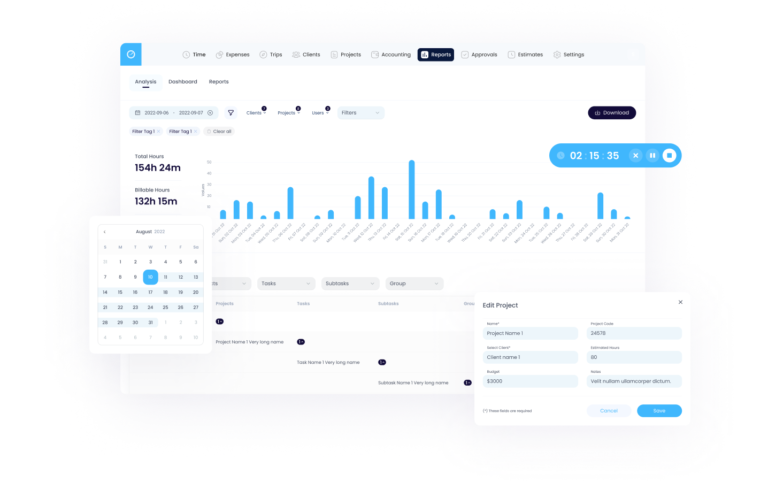 Time Expenses Trips Clients Projects Accounting Reports Approvals Estimates Settings
Analysis Dashboard Reports
2022-09-06 - 2022-09-07 Clients Projects Users Filters Download
Filter Tag 1 Filter Tag 1 Clear all
Total Hours
154h 24m
Billable Hours
132h 15m
02 : 15 : 35
August 2022
S M T W T F Sa
31 1 2 3 4 5 6
7 8 9 10 11 12 13
14 15 16 17 18 19 20
21 22 23 24 25 26 27
28 29 30 31 1 2 3
4 5 6 7 8 9 10
Tasks Subtasks Group
Projects Tasks Subtasks
Project Name 1 Very long name
Task Name 1 Very long name
Subtask Name 1 Very long name
Edit Project
Name* Project Code
Project Name 1 24578
Select Client* Estimated Hours
Client name 1 80
Budget Notes
$3000 Velit nullam ullamcorper dictum.
(*) These fields are required Cancel Save